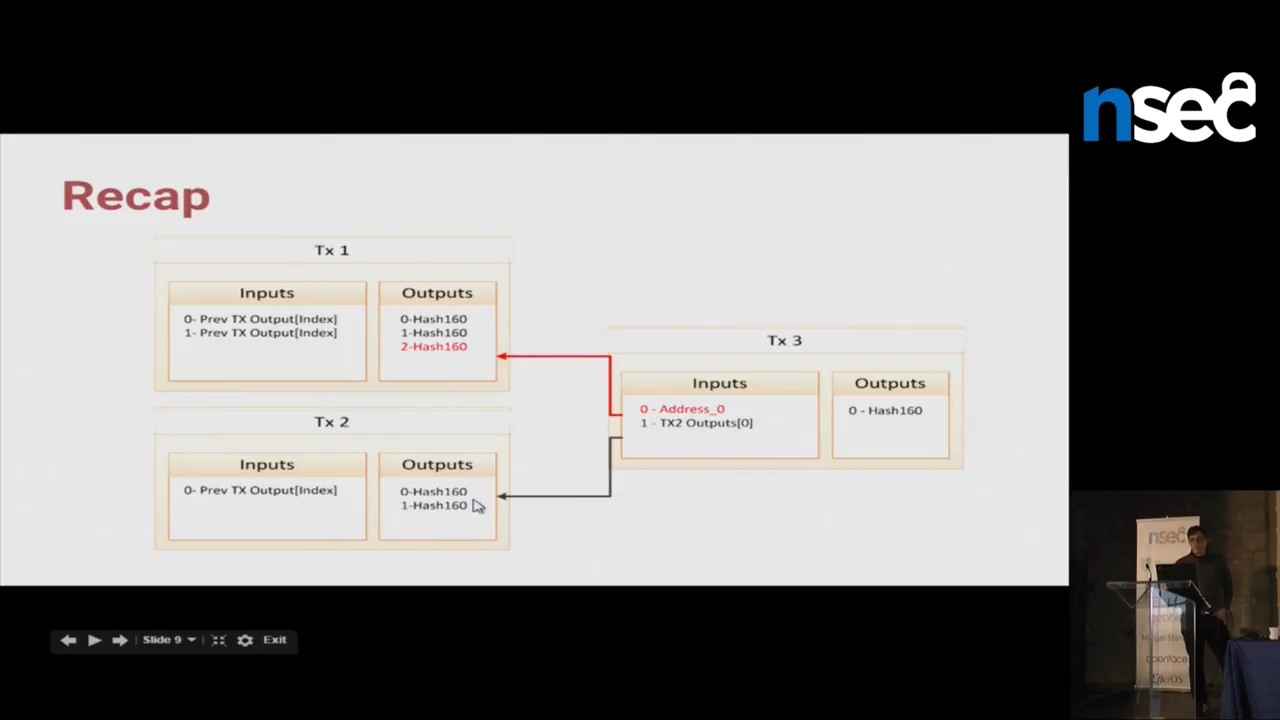 nsec
Recap
Tx 1
Inputs
0- Prev TX Output[Index]
1- Prev TX Output[Index]
Outputs
0-Hash160
1-Hash160
2-Hash160
Tx 2
Inputs
0- Prev TX Output[Index]
Outputs
0-Hash160
1-Hash160
Tx 3
Inputs
0 - Address_0
1 - TX2 Outputs[0]
Outputs
0 - Hash160
Slide 9
Exit
nsec
Morgan Stan